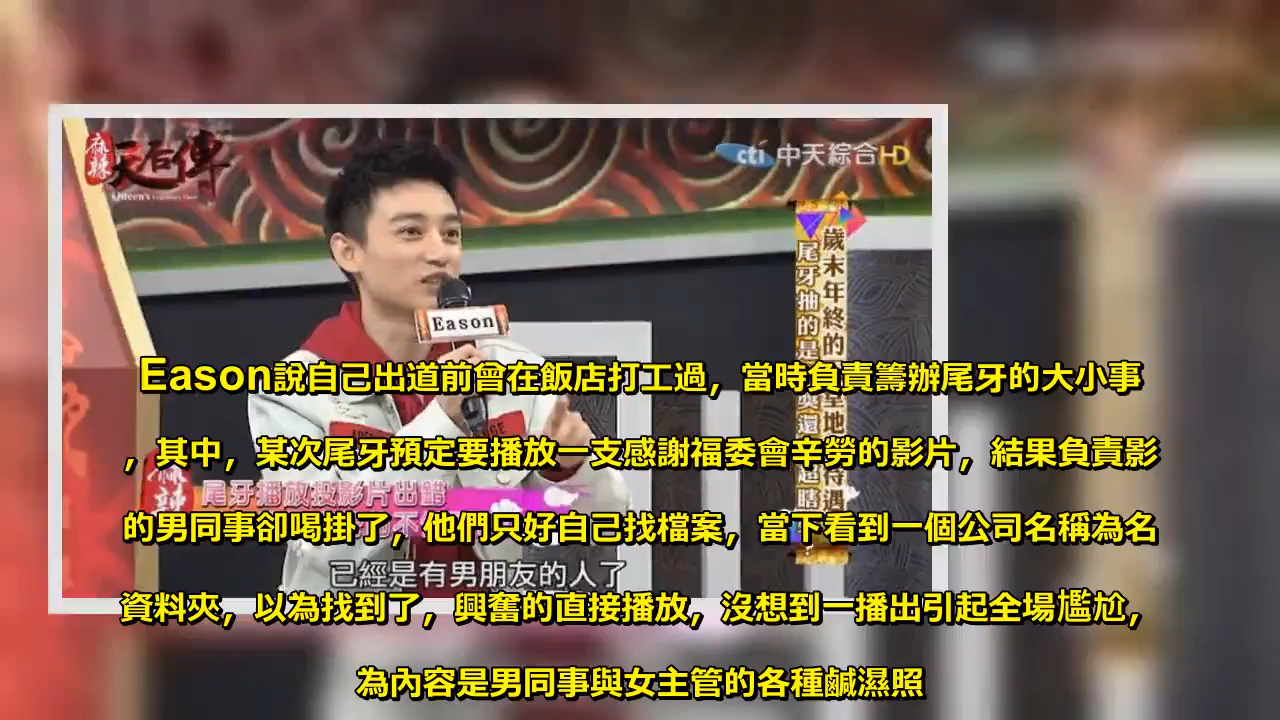 麻辣
天后傳
Queen's
cti 中天綜合HD
Eason
歲末年終的
尾牙抽的是
Eason說自己出道前曾在飯店打工過，當時負責籌辦尾牙的大小事
，其中，某次尾牙預定要播放一支感謝福委會辛勞的影片，結果負責影
尾牙播放投影片出錯
的男同事卻喝掛了，他們只好自己找檔案，當下看到一個公司名稱為名
已經是有男朋友的人了
資料夾，以為找到了，興奮的直接播放，沒想到一播出引起全場尷尬，
為內容是男同事與女主管的各種鹹濕照